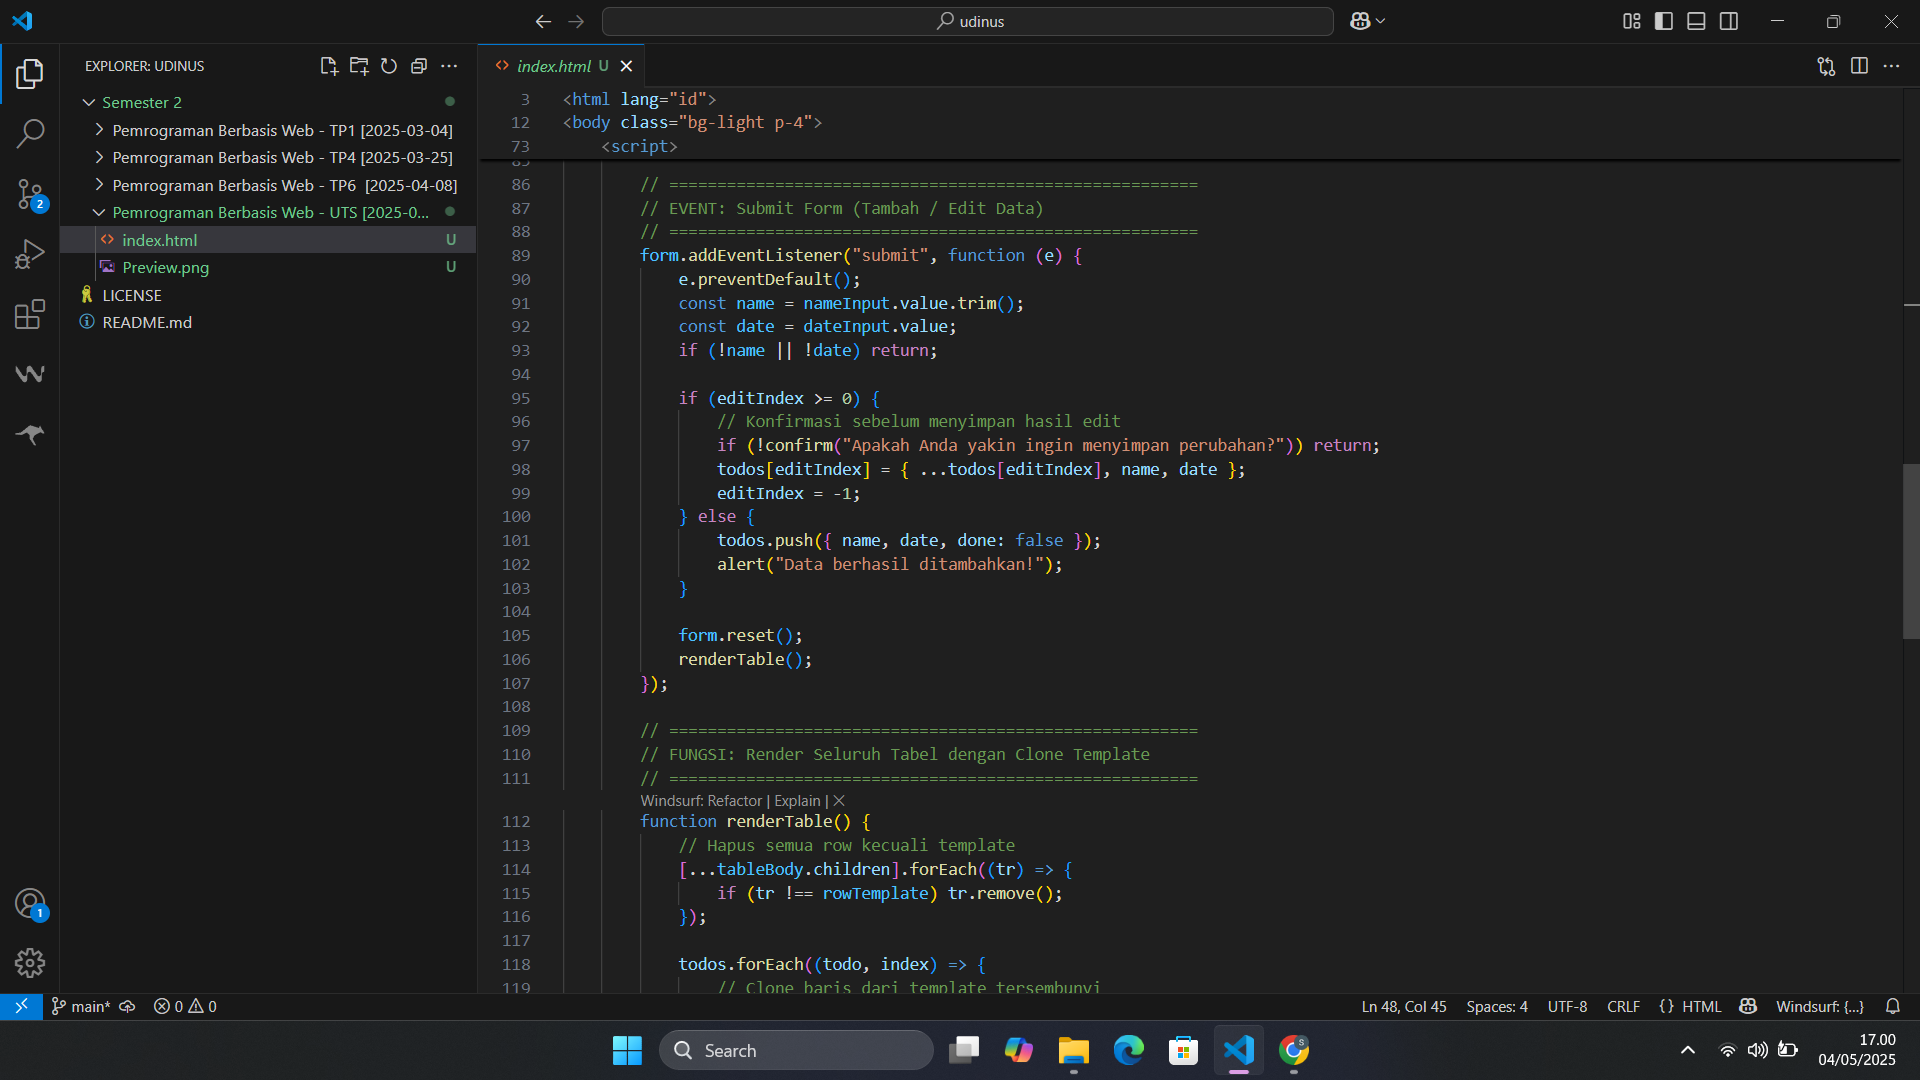 udinus
EXPLORER: UDINUS
Semester 2
Pemrograman Berbasis Web - TP1 [2025-03-04]
Pemrograman Berbasis Web - TP4 [2025-03-25]
Pemrograman Berbasis Web - TP6  [2025-04-08]
Pemrograman Berbasis Web - UTS [2025-0...
index.html U
Preview.png U
LICENSE
README.md
2
1
index.html U
3 <html lang="id">
12 <body class="bg-light p-4">
73 <script>
85
86 // =======================================================
87 // EVENT: Submit Form (Tambah / Edit Data)
88 // =======================================================
89 form.addEventListener("submit", function (e) {
90 e.preventDefault();
91 const name = nameInput.value.trim();
92 const date = dateInput.value;
93 if (!name || !date) return;
94
95 if (editIndex >= 0) {
96 // Konfirmasi sebelum menyimpan hasil edit
97 if (!confirm("Apakah Anda yakin ingin menyimpan perubahan?")) return;
98 todos[editIndex] = { ...todos[editIndex], name, date };
99 editIndex = -1;
100 } else {
101 todos.push({ name, date, done: false });
102 alert("Data berhasil ditambahkan!");
103 }
104
105 form.reset();
106 renderTable();
107 });
108
109 // =======================================================
110 // FUNGSI: Render Seluruh Tabel dengan Clone Template
111 // =======================================================
Windsurf: Refactor | Explain | X
112 function renderTable() {
113 // Hapus semua row kecuali template
114 [...tableBody.children].forEach((tr) => {
115 if (tr !== rowTemplate) tr.remove();
116 });
117
118 todos.forEach((todo, index) => {
119 // Clone baris dari template tersembunyi
main* 0 0
Ln 48, Col 45 Spaces: 4 UTF-8 CRLF {} HTML Windsurf: {...}
Search
S
17.00
04/05/2025